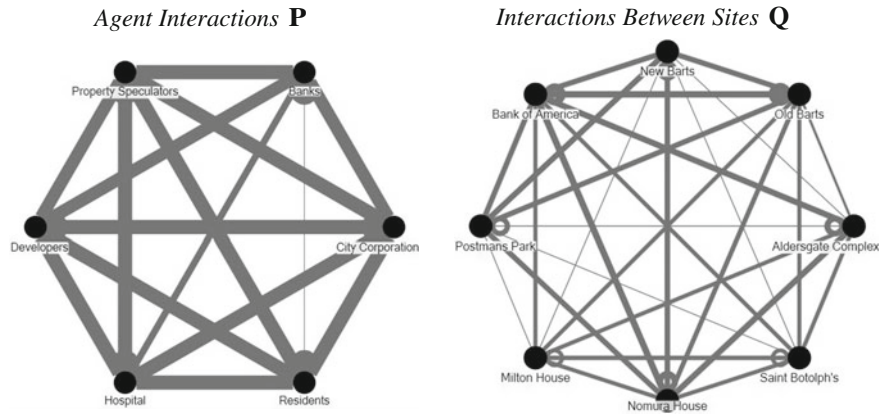 Agent Interactions P
Interactions Between Sites Q
Property Speculators
Banks
Developers
City Corporation
Hospital
Residents
New Barts
Bank of America
Old Barts
Postmans Park
Aldersgate Complex
Milton House
Saint Botolph's
Nomura House